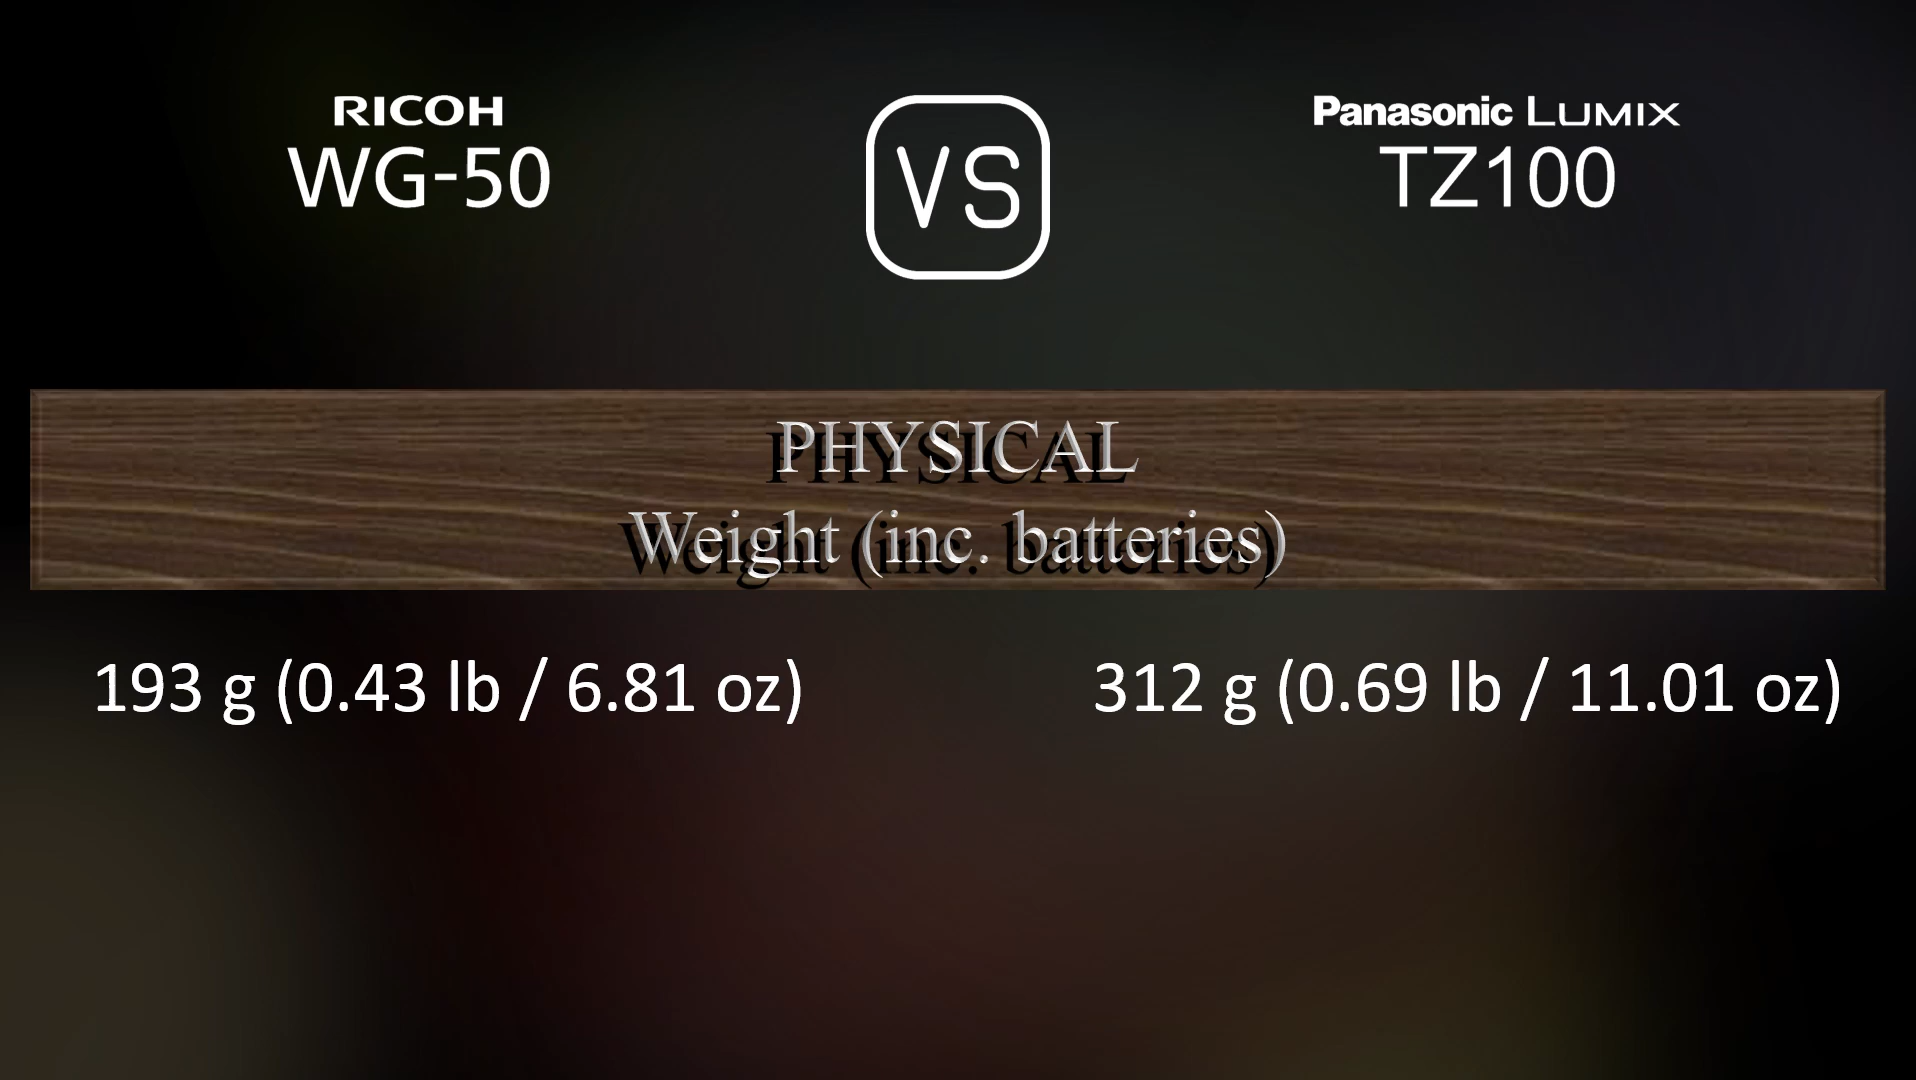 RICOH
WG-50
VS
Panasonic LUMIX
TZ100
PHYSICAL
Weight (inc. batteries)
193 g (0.43 lb / 6.81 oz)
312 g (0.69 lb / 11.01 oz)